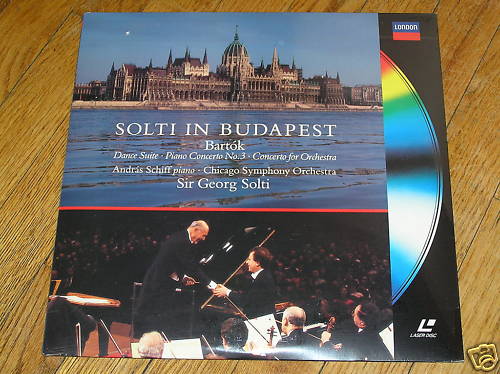 LONDON
SOLTI IN BUDAPEST
Bartók
Dance Suite · Piano Concerto No. 3 · Concerto for Orchestra
András Schiff piano · Chicago Symphony Orchestra
Sir Georg Solti
LASER DISC